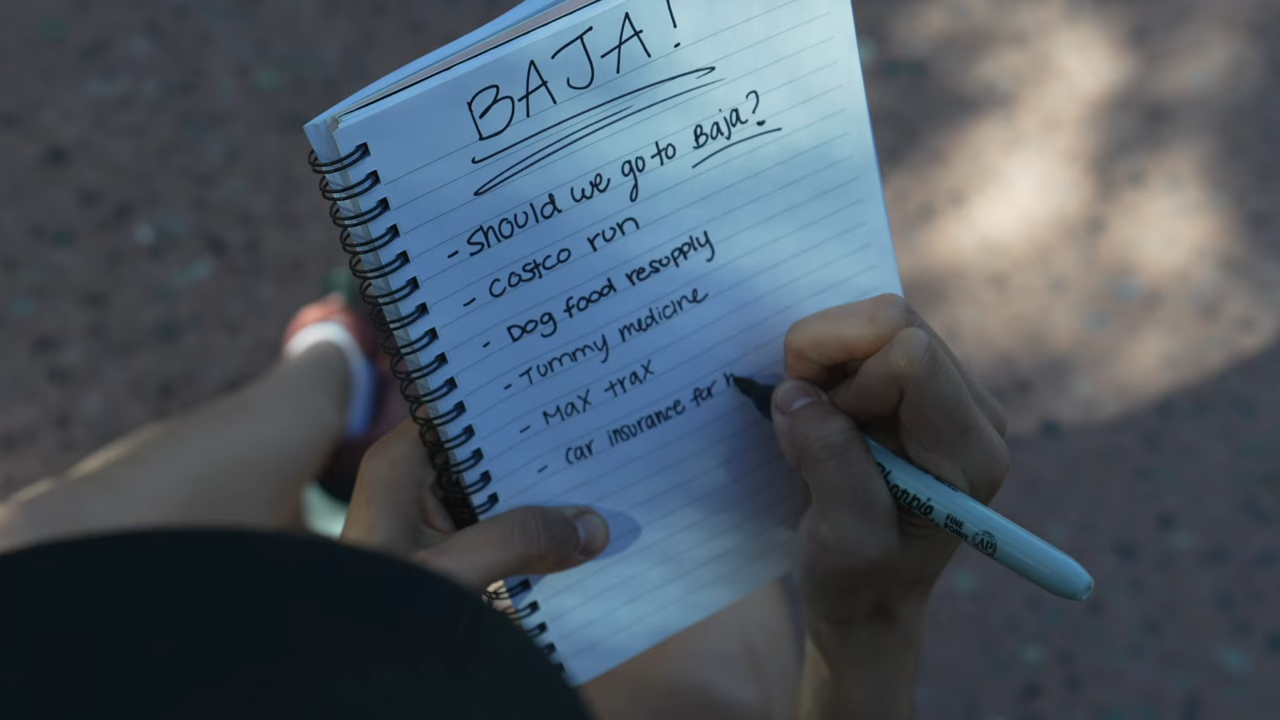 BAJA!
- Should we go to Baja?
- costco run
- Dog food resupply
- Tummy medicine
- Max trax
- car insurance for
Sharpie
FINE POINT
AP